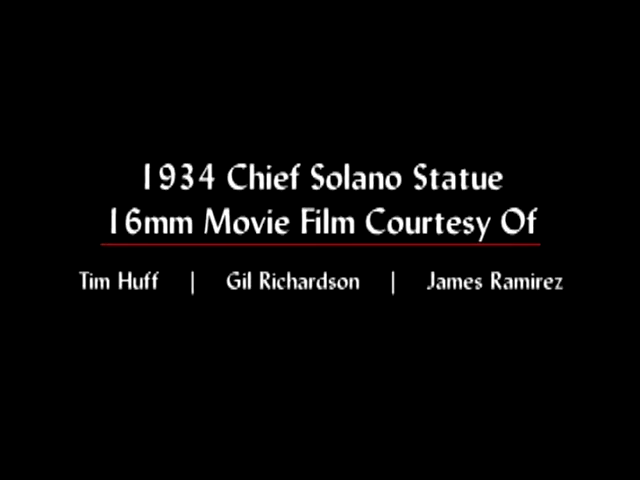 1934 Chief Solano Statue
16mm Movie Film Courtesy Of
Tim Huff | Gil Richardson | James Ramirez